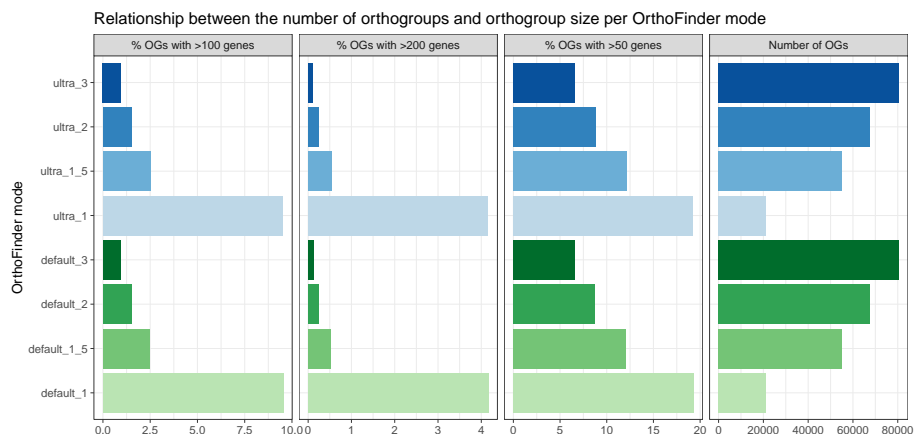 Relationship between the number of orthogroups and orthogroup size per OrthoFinder mode
% OGs with >100 genes % OGs with >200 genes % OGs with >50 genes Number of OGs
OrthoFinder mode
ultra_3
ultra_2
ultra_1_5
ultra_1
default_3
default_2
default_1_5
default_1
0.0 2.5 5.0 7.5 10.0 0 1 2 3 4 0 5 10 15 20 0 20000 40000 60000 80000